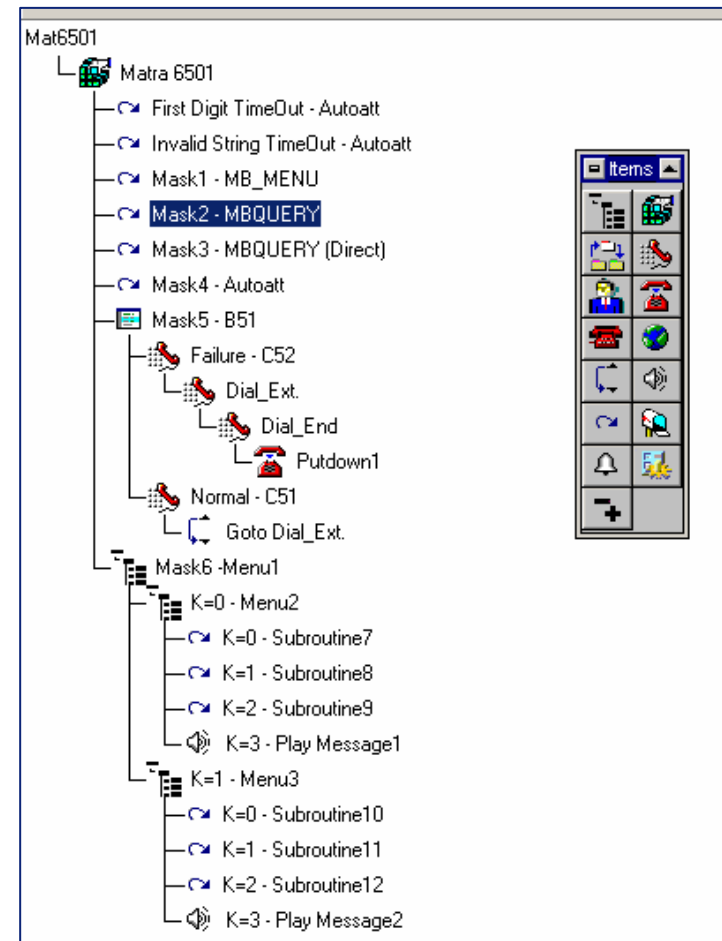 Mat6501
Matra 6501
First Digit TimeOut - Autoatt
Invalid String TimeOut - Autoatt
Mask1 - MB_MENU
Mask2 - MBQUERY
Mask3 - MBQUERY (Direct)
Mask4 - Autoatt
Mask5 - B51
Failure - C52
Dial_Ext.
Dial_End
Putdown1
Normal - C51
Goto Dial_Ext.
Mask6 -Menu1
K=0 - Menu2
K=0 - Subroutine7
K=1 - Subroutine8
K=2 - Subroutine9
K=3 - Play Message1
K=1 - Menu3
K=0 - Subroutine10
K=1 - Subroutine11
K=2 - Subroutine12
K=3 - Play Message2
Items